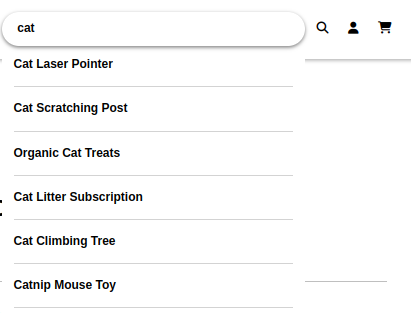 cat
Cat Laser Pointer
Cat Scratching Post
Organic Cat Treats
Cat Litter Subscription
Cat Climbing Tree
Catnip Mouse Toy